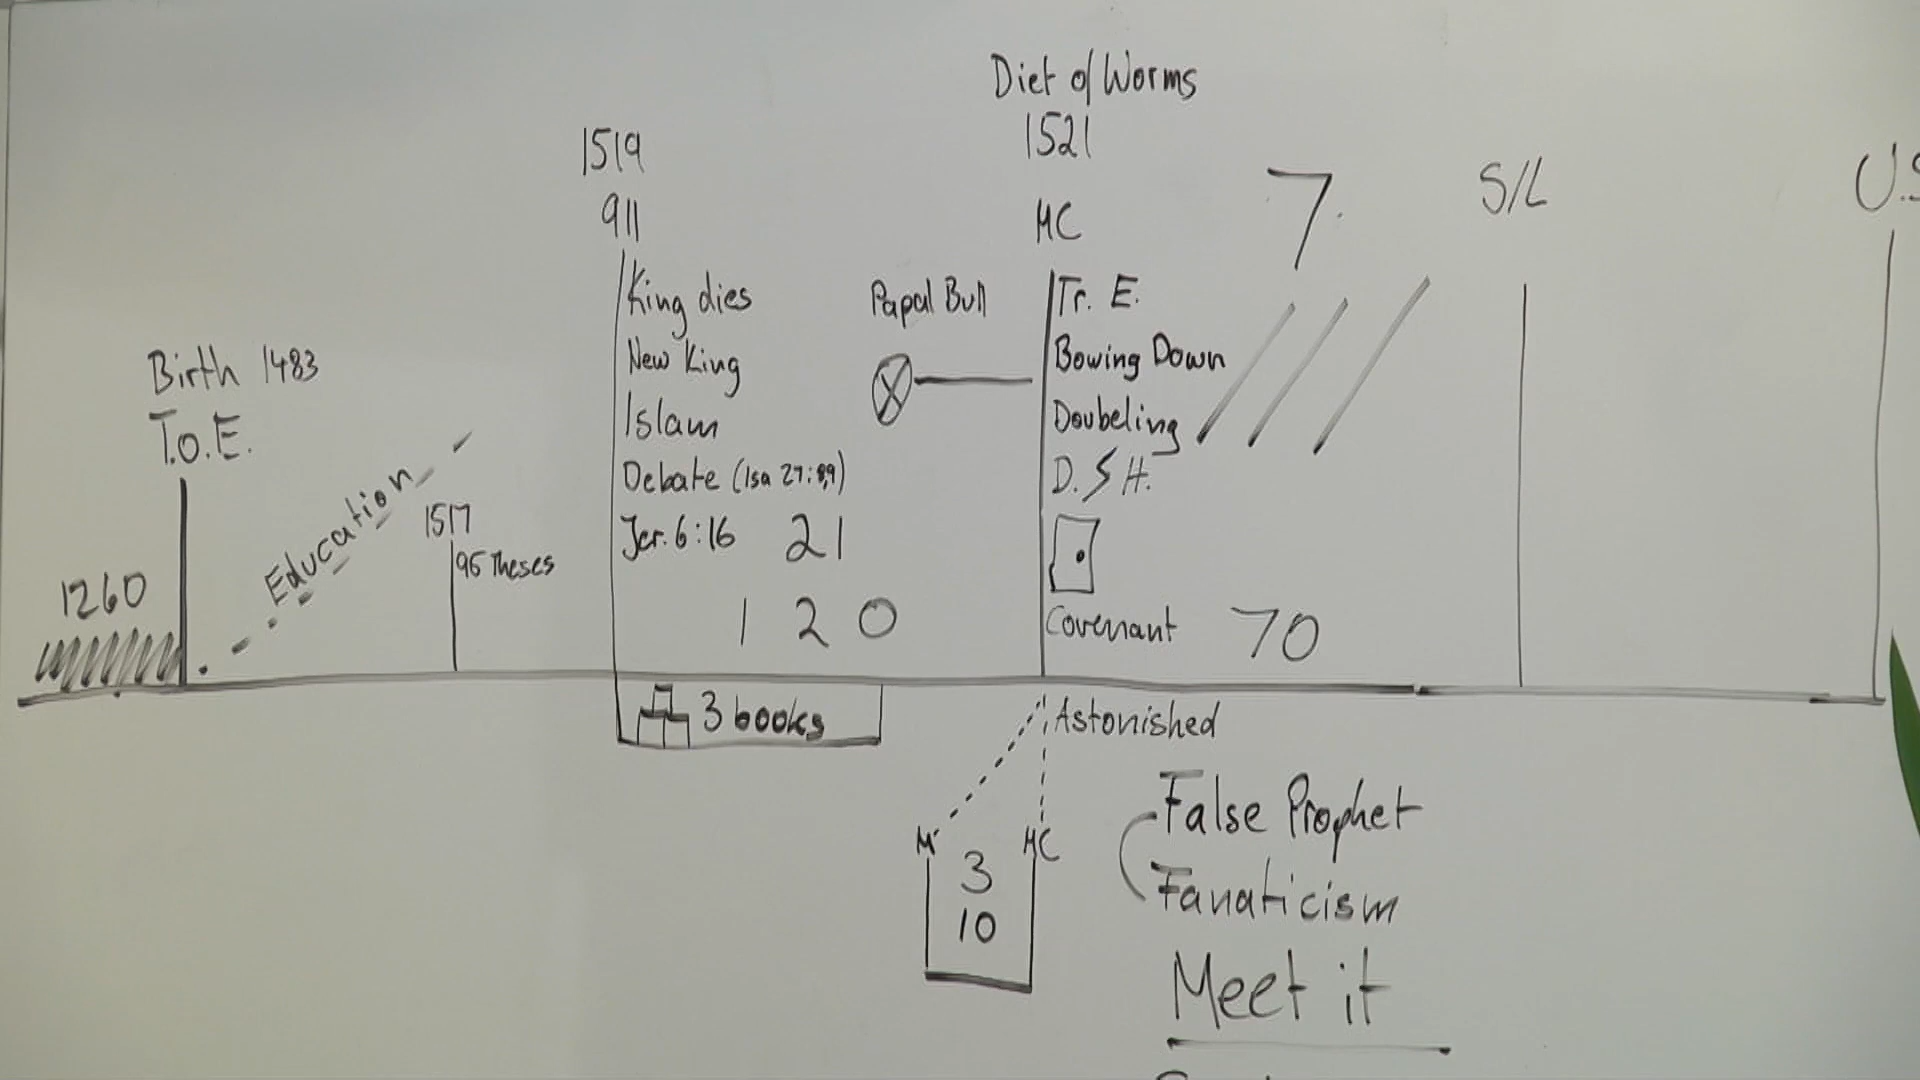 Diet of Worms
1521
MC
1519
911
7
S/L
U.S
King dies
New King
Islam
Debate (Isa 27:8,9)
Jer. 6:16 21
1 2 0
Papal Bull
Tr. E.
Bowing Down
Doubeling
D. S H.
Covenant 70
Birth 1483
T.O.E.
Education
1517
95 Theses
1260
3 books
Astonished
M MC
3
10
False Prophet
Fanaticism
Meet it